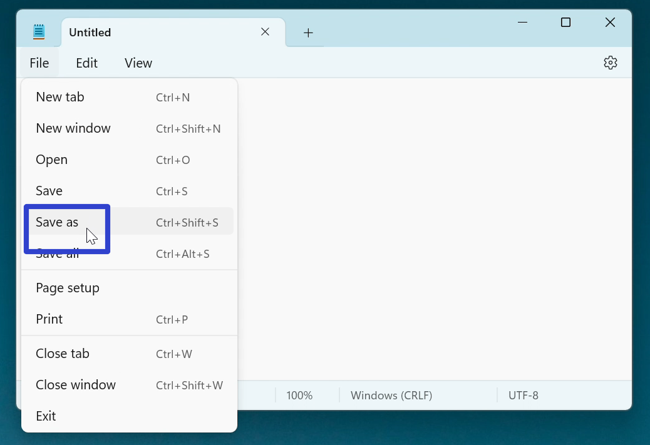 Untitled
File Edit View
New tab Ctrl+N
New window Ctrl+Shift+N
Open Ctrl+O
Save Ctrl+S
Save as Ctrl+Shift+S
Save all Ctrl+Alt+S
Page setup
Print Ctrl+P
Close tab Ctrl+W
Close window Ctrl+Shift+W
Exit
100% Windows (CRLF) UTF-8